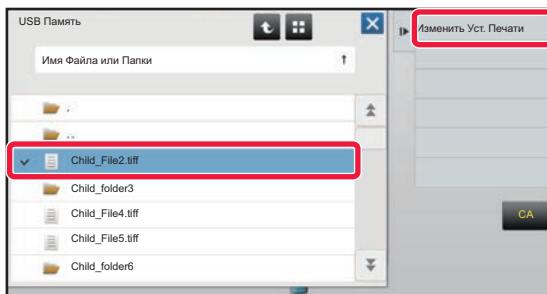 USB Память
Изменить Уст. Печати
Имя Файла или Папки
.
..
Child_File2.tiff
Child_folder3
Child_File4.tiff
Child_File5.tiff
Child_folder6
CA